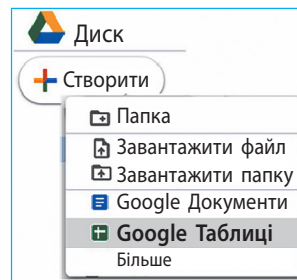 Диск
Створити
Папка
Завантажити файл
Завантажити папку
Google Документи
Google Таблиці
Більше